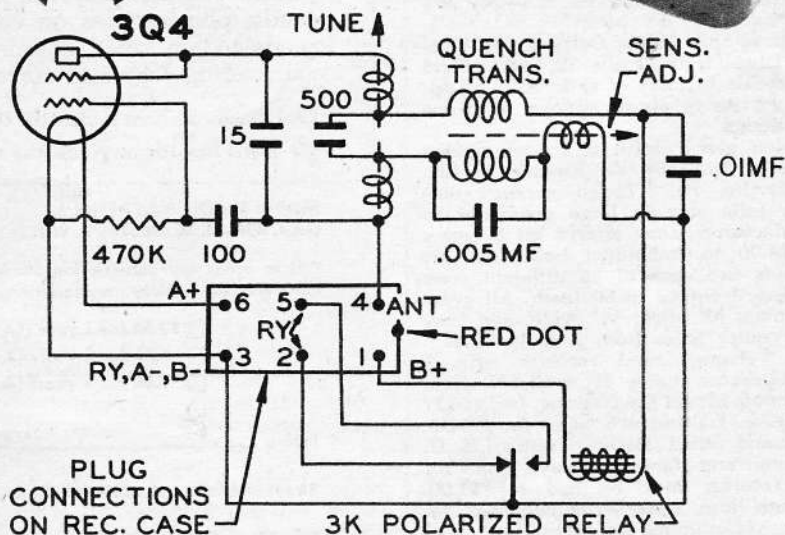 3Q4
TUNE
QUENCH
TRANS.
SENS.
ADJ.
500
15
.01MF
470K
100
.005MF
A+
6
5
4
ANT
RY
RED DOT
RY,A-,B-
3
2
1
B+
PLUG
CONNECTIONS
ON REC. CASE
3K POLARIZED RELAY